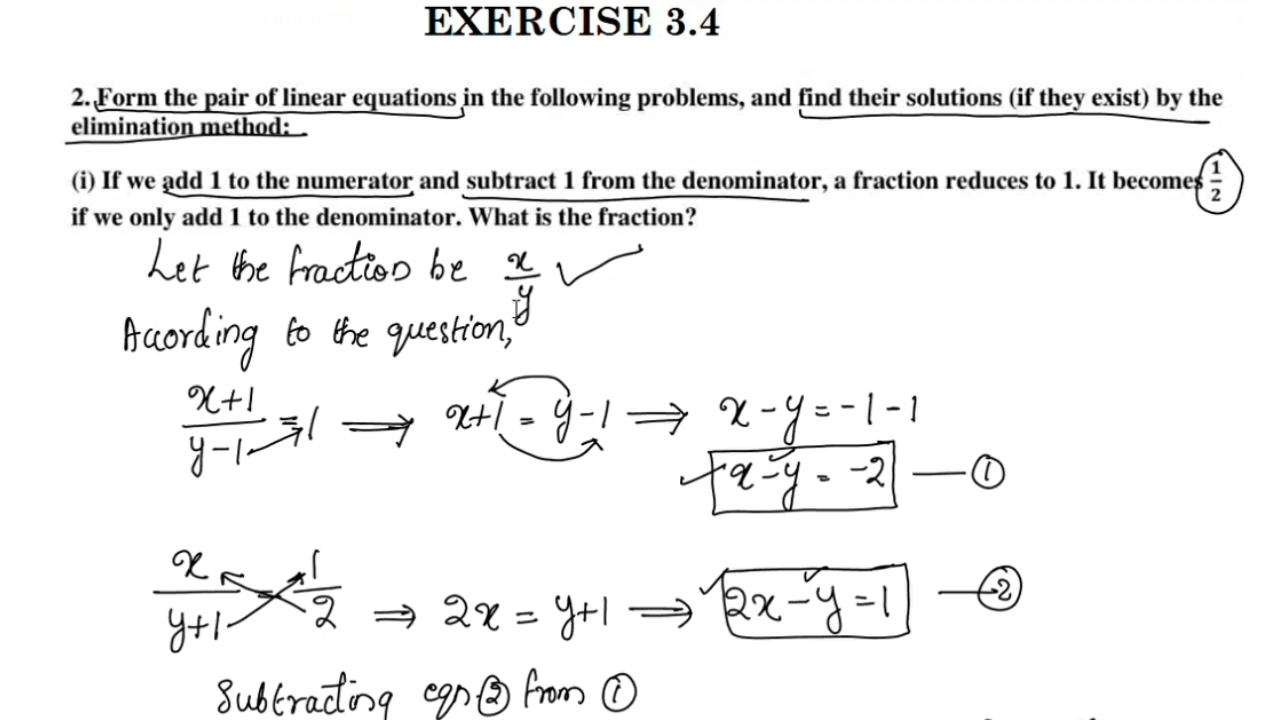 EXERCISE 3.4
2. Form the pair of linear equations in the following problems, and find their solutions (if they exist) by the
elimination method:
(i) If we add 1 to the numerator and subtract 1 from the denominator, a fraction reduces to 1. It becomes 1/2
if we only add 1 to the denominator. What is the fraction?
Let the fraction be x/y ✓
Acording to the question,
(x+1)/(y-1) = 1 ⟹ x+1 = y-1 ⟹ x-y = -1-1
x-y = -2 — ①
x/(y+1) = 1/2 ⟹ 2x = y+1 ⟹ 2x-y=1 — ②
Subtracting eqn ② from ①